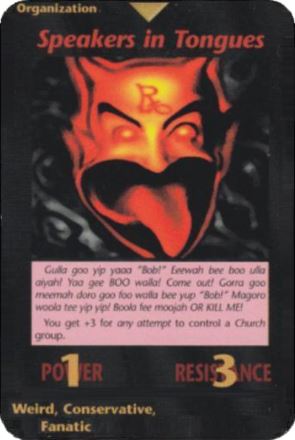 Organization
Speakers in Tongues
Bo
Gulla goo yip yaaa "Bob!" Eeewah bee boo ulla
aiyah! Yaa gee BOO walla! Come out! Gorra goo
meemah doro goo foo walla bee yup "Bob!" Magoro
woola tee yip yip! Boola fee moojah OR KILL ME!
You get +3 for any attempt to control a Church
group.
POWER
1
RESISTANCE
3
Weird, Conservative,
Fanatic